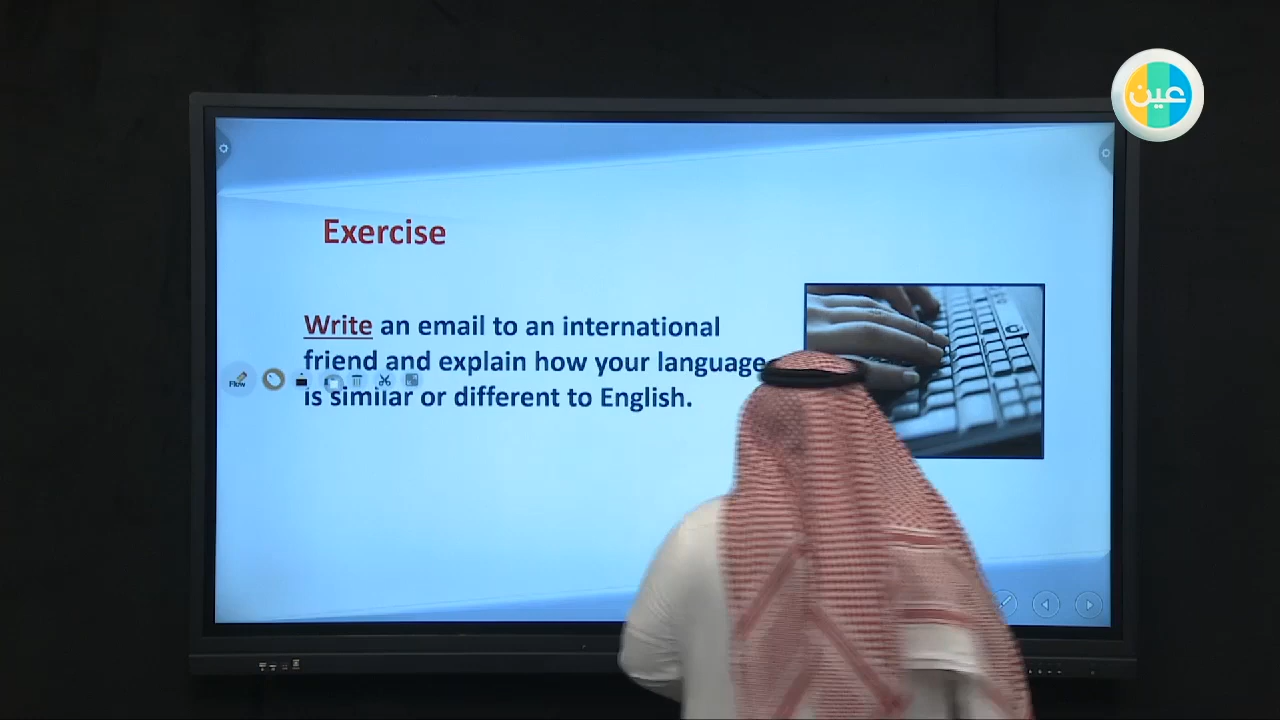 عين
Exercise
Write an email to an international
friend and explain how your language
is similar or different to English.
Flow